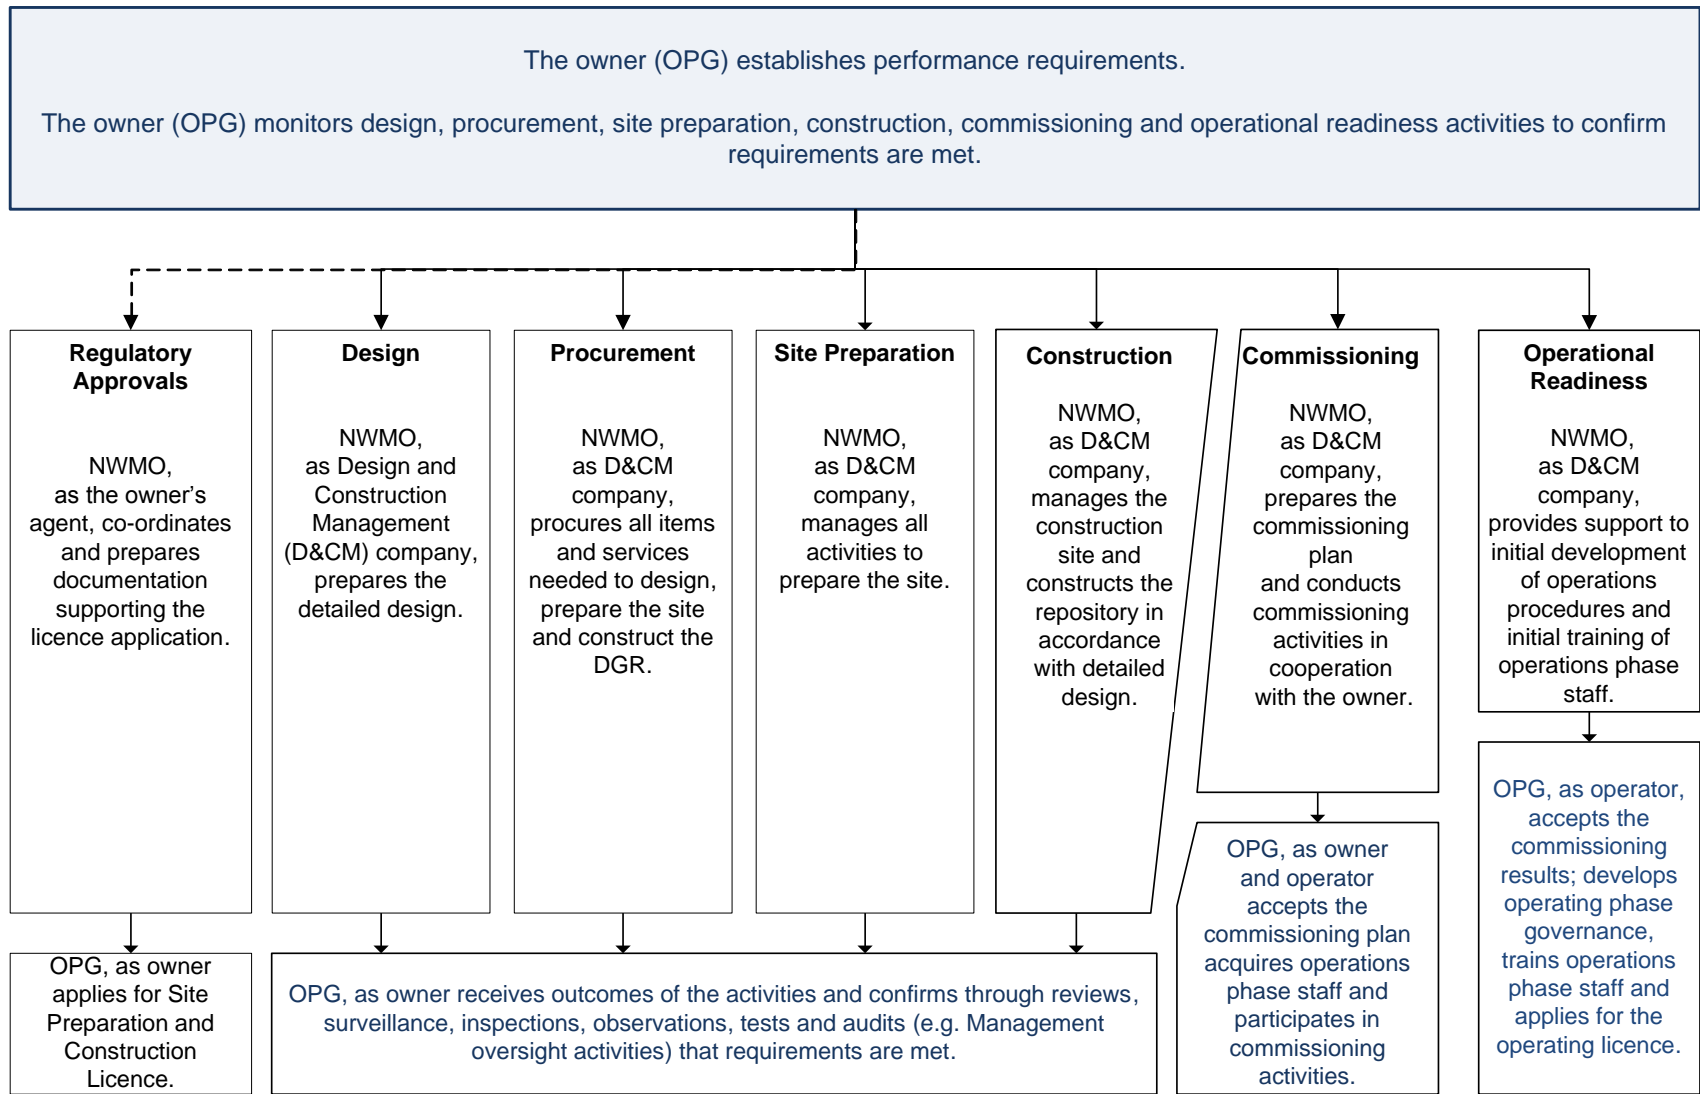 The owner (OPG) establishes performance requirements.
The owner (OPG) monitors design, procurement, site preparation, construction, commissioning and operational readiness activities to confirm
requirements are met.
Regulatory
Approvals
NWMO,
as the owner's
agent, co-ordinates
and prepares
documentation
supporting the
licence application.
Design
NWMO,
as Design and
Construction
Management
(D&CM) company,
prepares the
detailed design.
Procurement
NWMO,
as D&CM
company,
procures all items
and services
needed to design,
prepare the site
and construct the
DGR.
Site Preparation
NWMO,
as D&CM
company,
manages all
activities to
prepare the site.
Construction
NWMO,
as D&CM
company,
manages the
construction
site and
constructs the
repository in
accordance
with detailed
design.
Commissioning
NWMO,
as D&CM
company,
prepares the
commissioning
plan
and conducts
commissioning
activities in
cooperation
with the owner.
Operational
Readiness
NWMO,
as D&CM
company,
provides support to
initial development
of operations
procedures and
initial training of
operations phase
staff.
OPG, as owner
applies for Site
Preparation and
Construction
Licence.
OPG, as owner receives outcomes of the activities and confirms through reviews,
surveillance, inspections, observations, tests and audits (e.g. Management
oversight activities) that requirements are met.
OPG, as owner
and operator
accepts the
commissioning plan
acquires operations
phase staff and
participates in
commissioning
activities.
OPG, as operator,
accepts the
commissioning
results; develops
operating phase
governance,
trains operations
phase staff and
applies for the
operating licence.